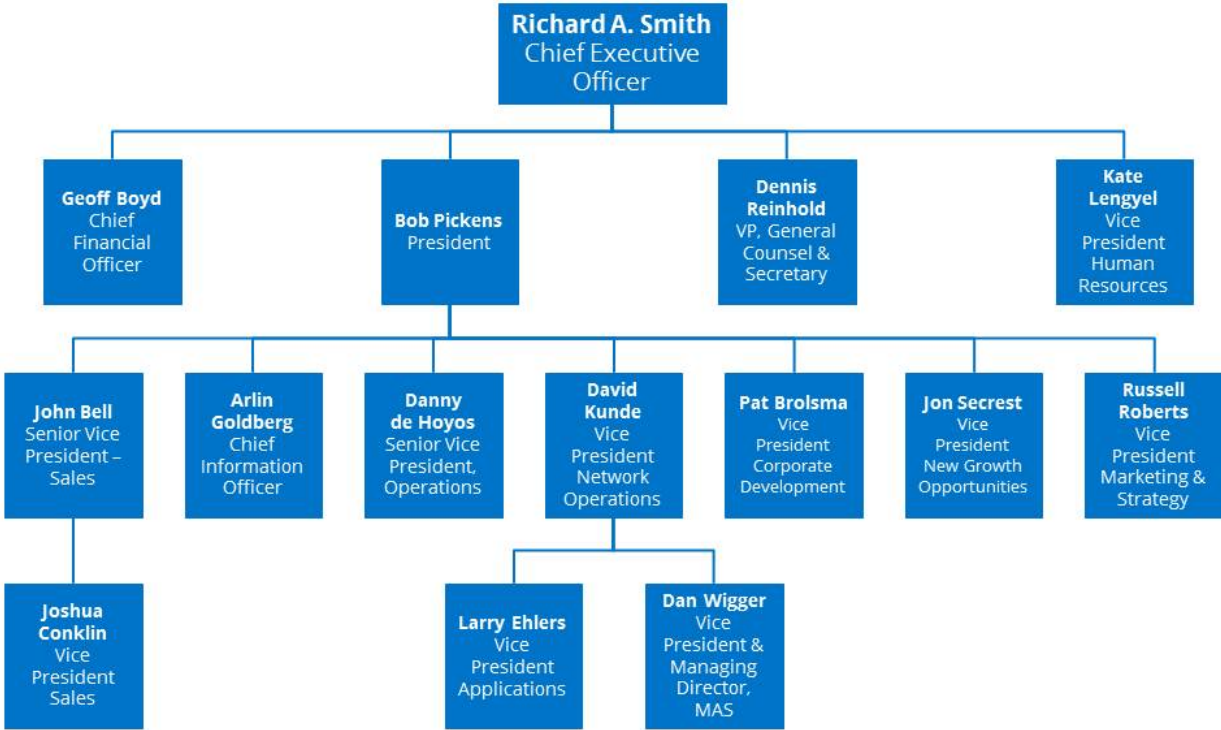 Richard A. Smith
Chief Executive
Officer
Geoff Boyd
Chief
Financial
Officer
Bob Pickens
President
Dennis
Reinhold
VP, General
Counsel &
Secretary
Kate
Lengyel
Vice
President
Human
Resources
John Bell
Senior Vice
President –
Sales
Arlin
Goldberg
Chief
Information
Officer
Danny
de Hoyos
Senior Vice
President,
Operations
David
Kunde
Vice
President
Network
Operations
Pat Brolsma
Vice
President
Corporate
Development
Jon Secrest
Vice
President
New Growth
Opportunities
Russell
Roberts
Vice
President
Marketing &
Strategy
Joshua
Conklin
Vice
President
Sales
Larry Ehlers
Vice
President
Applications
Dan Wigger
Vice
President &
Managing
Director,
MAS